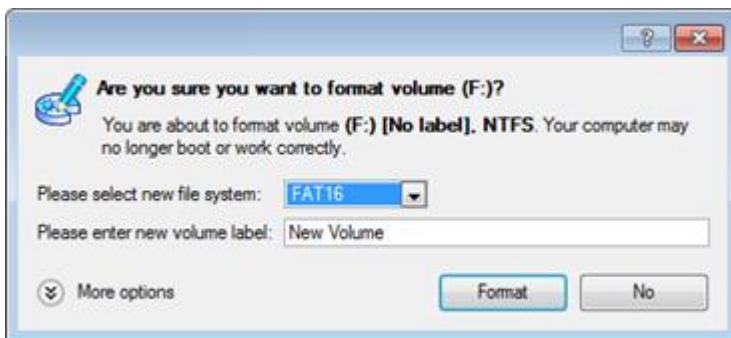 Are you sure you want to format volume (F:)?
You are about to format volume (F:) [No label], NTFS. Your computer may
no longer boot or work correctly.
Please select new file system: FAT16
Please enter new volume label: New Volume
More options Format No